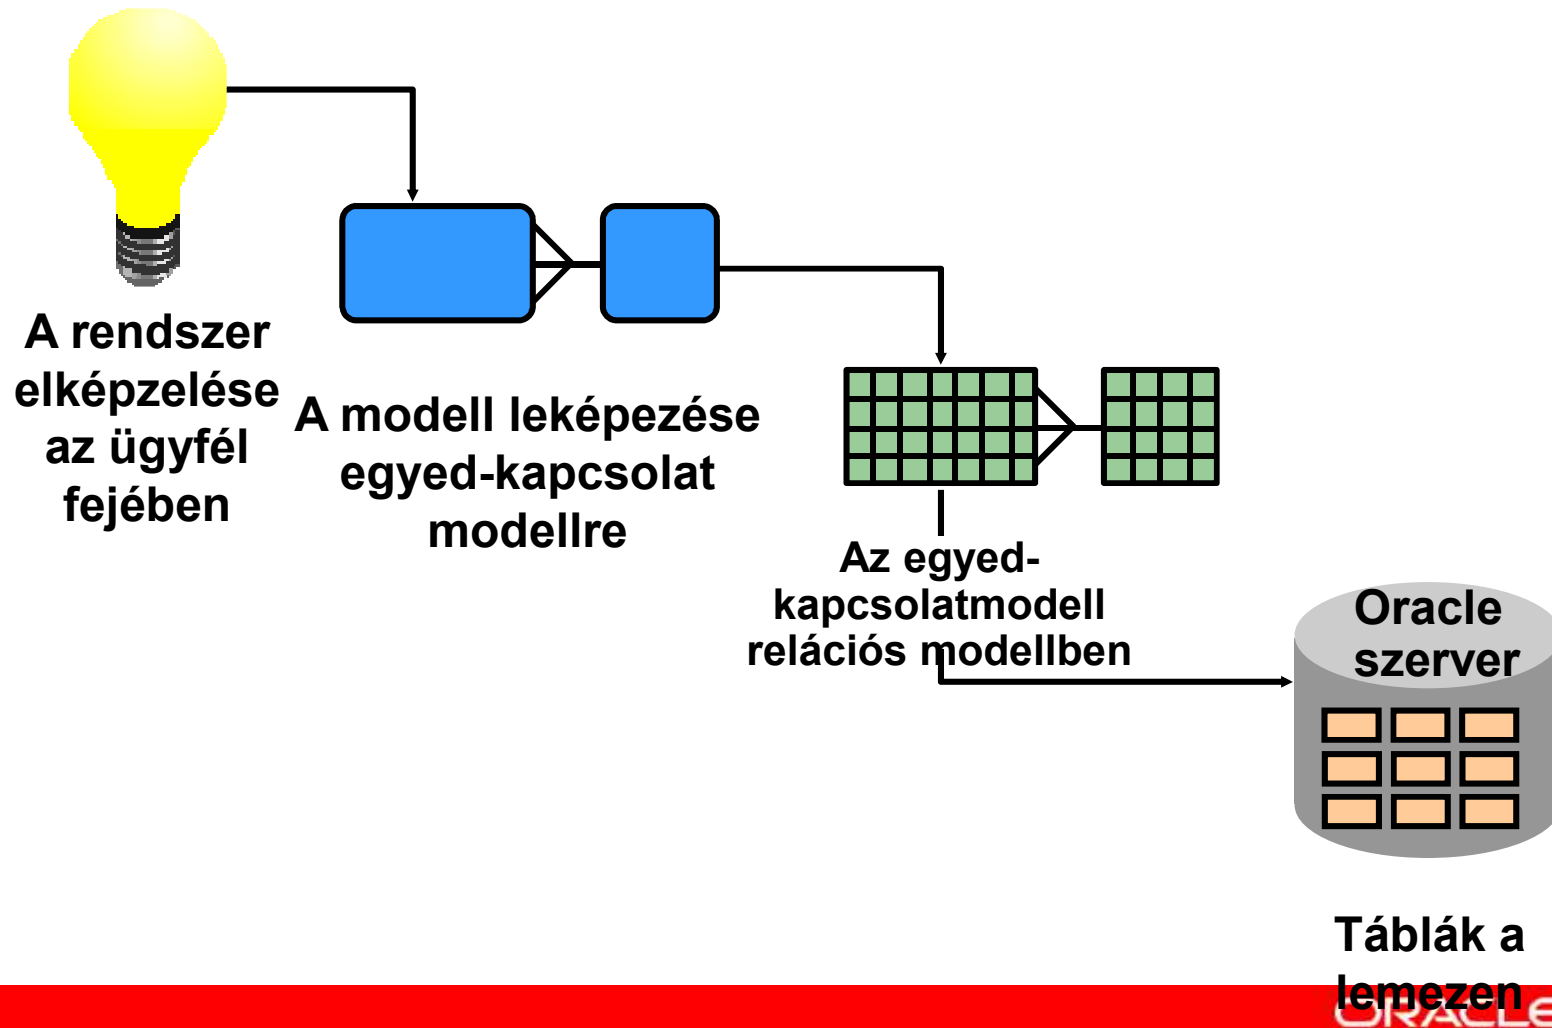 A rendszer
elképzelése
az ügyfél
fejében
A modell leképezése
egyed-kapcsolat
modellre
Az egyed-
kapcsolatmodell
relációs modellben
Oracle
szerver
Táblák a
lemezen
ORACLE